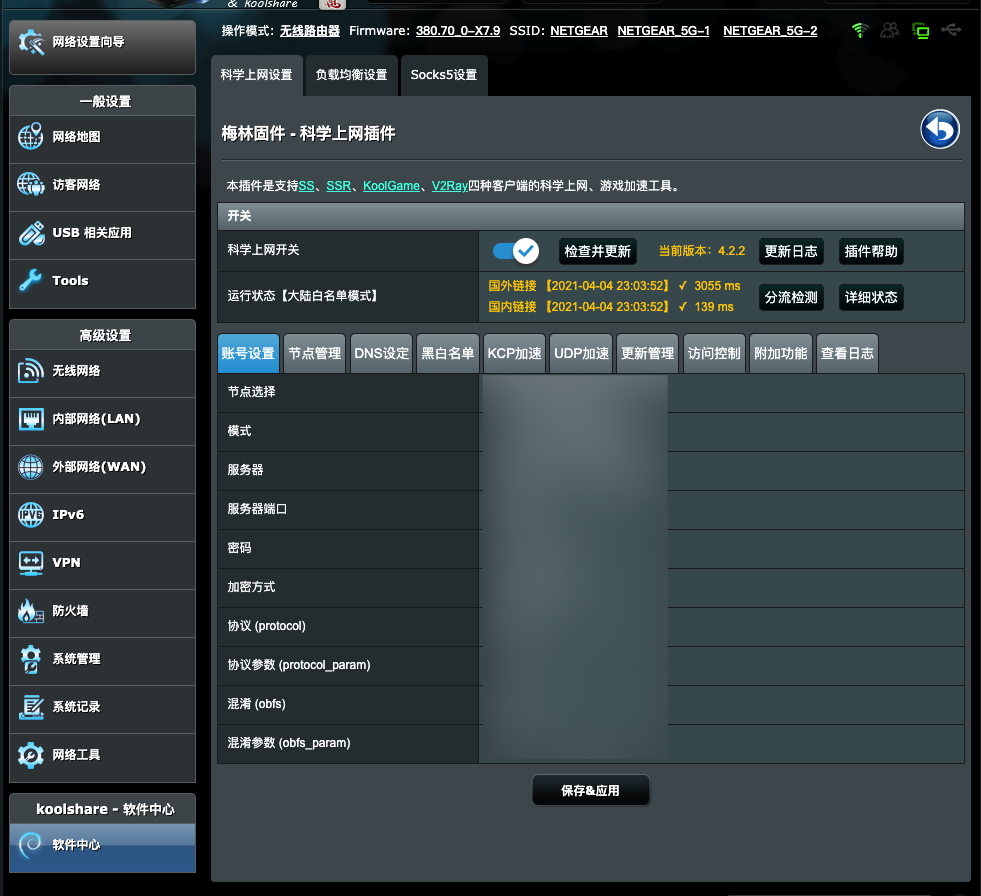 & koolshare
操作模式: 无线路由器 Firmware: 380.70_0-X7.9 SSID: NETGEAR NETGEAR_5G-1 NETGEAR_5G-2
网络设置向导
一般设置
网络地图
访客网络
USB 相关应用
Tools
高级设置
无线网络
内部网络(LAN)
外部网络(WAN)
IPv6
VPN
防火墙
系统管理
系统记录
网络工具
koolshare - 软件中心
软件中心
科学上网设置 负载均衡设置 Socks5设置
梅林固件 - 科学上网插件
本插件是支持SS、SSR、KoolGame、V2Ray四种客户端的科学上网、游戏加速工具。
开关
科学上网开关 检查并更新 当前版本：4.2.2 更新日志 插件帮助
运行状态【大陆白名单模式】
国外链接 【2021-04-04 23:03:52】 ✓ 3055 ms
国内链接 【2021-04-04 23:03:52】 ✓ 139 ms
分流检测 详细状态
账号设置 节点管理 DNS设定 黑白名单 KCP加速 UDP加速 更新管理 访问控制 附加功能 查看日志
节点选择
模式
服务器
服务器端口
密码
加密方式
协议 (protocol)
协议参数 (protocol_param)
混淆 (obfs)
混淆参数 (obfs_param)
保存&应用